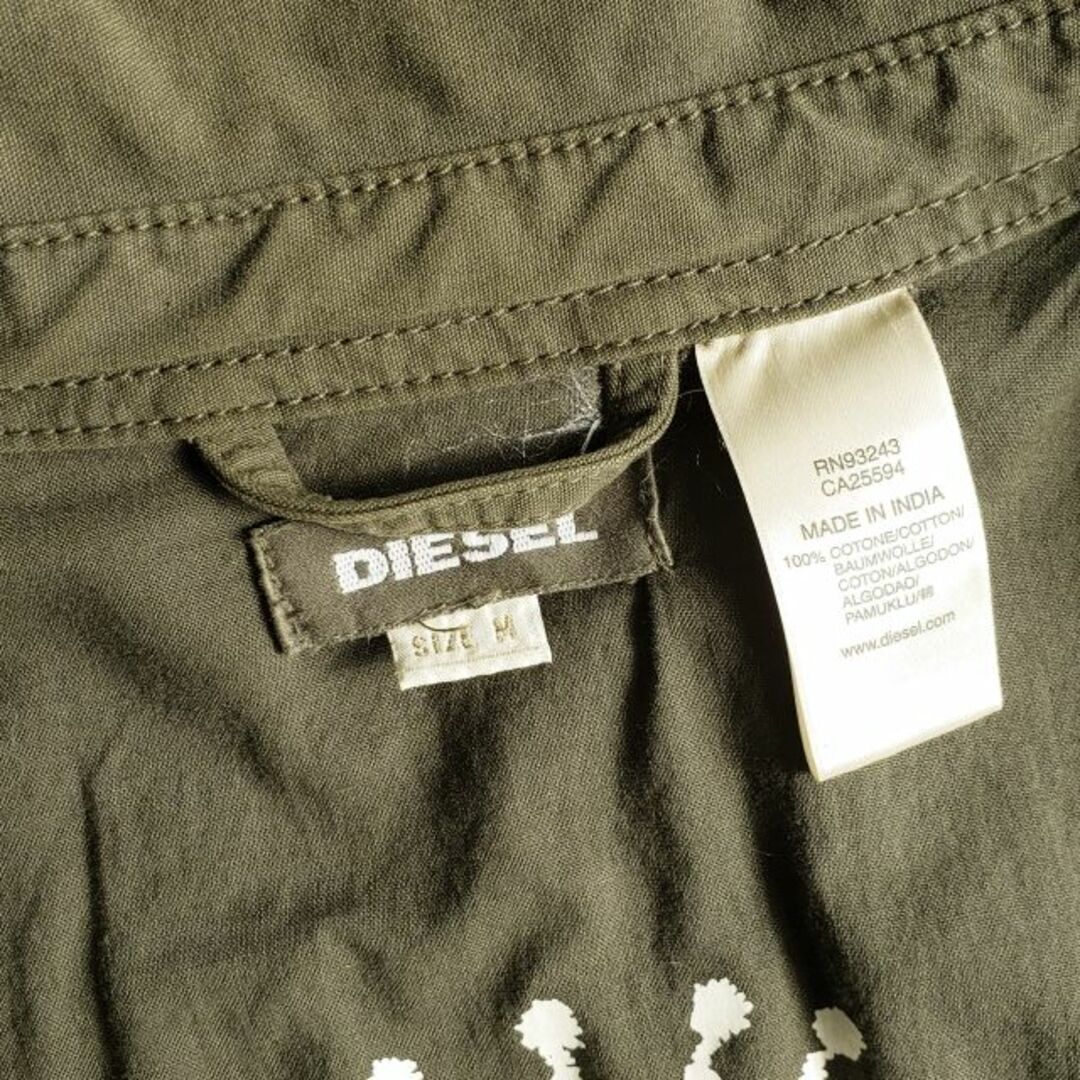 DIESEL
SIZE M
RN93243
CA25594
MADE IN INDIA
100% COTONE/COTTON/
BAUMWOLLE/
COTON/ALGODON/
ALGODAO/
PAMUKLU/棉
www.diesel.com